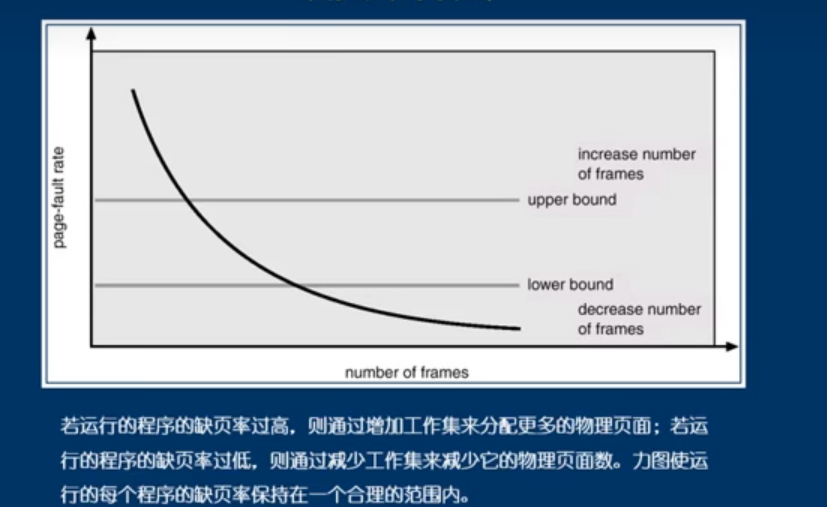 page-fault rate
increase number
of frames
upper bound
lower bound
decrease number
of frames
number of frames
若运行的程序的缺页率过高，则通过增加工作集来分配更多的物理页面；若运
行的程序的缺页率过低，则通过减少工作集来减少它的物理页面数。力图使运
行的每个程序的缺页率保持在一个合理的范围内。